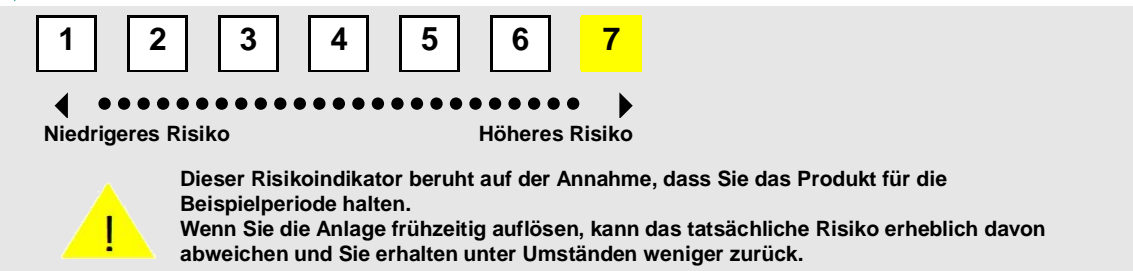 1 2 3 4 5 6 7
Niedrigeres Risiko Höheres Risiko
Dieser Risikoindikator beruht auf der Annahme, dass Sie das Produkt für die
Beispielperiode halten.
Wenn Sie die Anlage frühzeitig auflösen, kann das tatsächliche Risiko erheblich davon
abweichen und Sie erhalten unter Umständen weniger zurück.
!